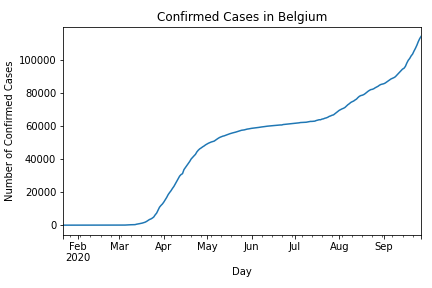 Confirmed Cases in Belgium
Number of Confirmed Cases
100000
80000
60000
40000
20000
0
Feb Mar Apr May Jun Jul Aug Sep
2020
Day